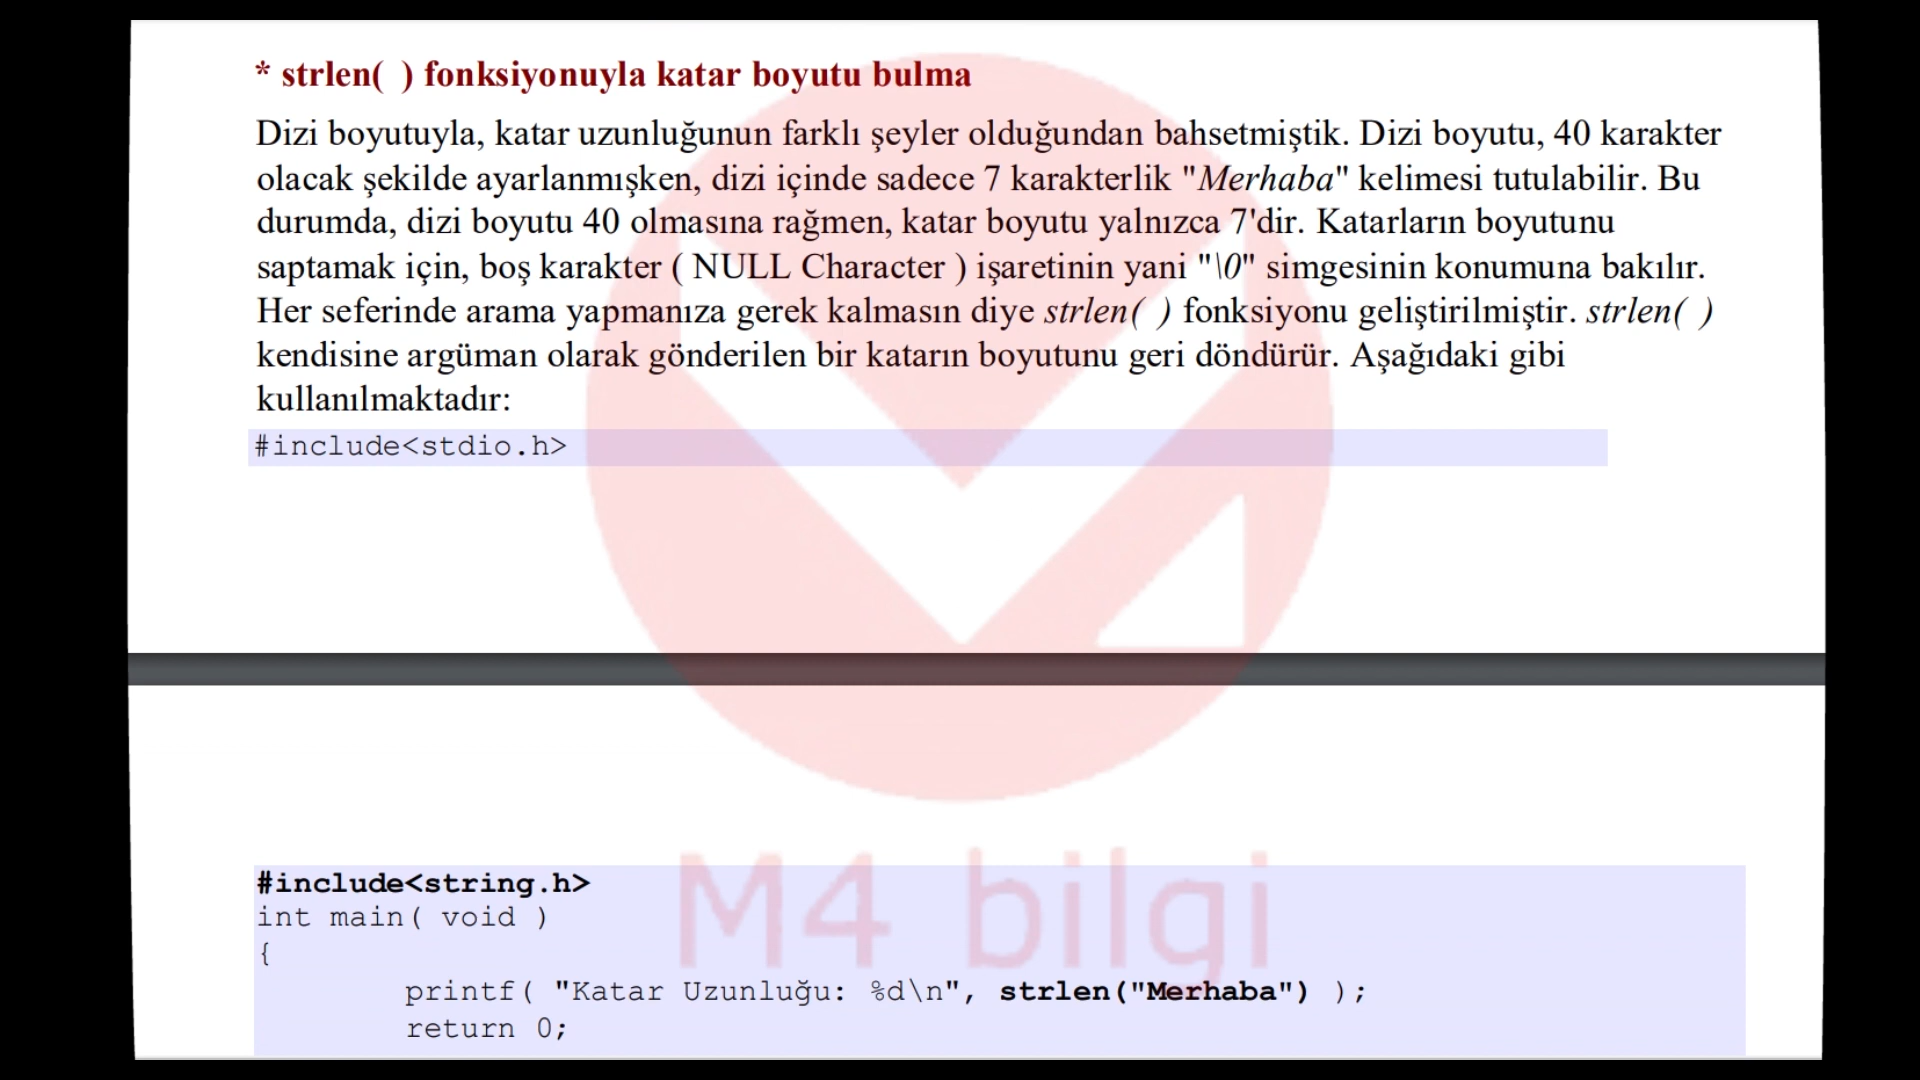 * strlen( ) fonksiyonuyla katar boyutu bulma
Dizi boyutuyla, katar uzunluğunun farklı şeyler olduğundan bahsetmiştik. Dizi boyutu, 40 karakter
olacak şekilde ayarlanmışken, dizi içinde sadece 7 karakterlik "Merhaba" kelimesi tutulabilir. Bu
durumda, dizi boyutu 40 olmasına rağmen, katar boyutu yalnızca 7'dir. Katarların boyutunu
saptamak için, boş karakter ( NULL Character ) işaretinin yani "\0" simgesinin konumuna bakılır.
Her seferinde arama yapmanıza gerek kalmasın diye strlen( ) fonksiyonu geliştirilmiştir. strlen( )
kendisine argüman olarak gönderilen bir katarın boyutunu geri döndürür. Aşağıdaki gibi
kullanılmaktadır:
#include<stdio.h>
#include<string.h>
int main( void )
{
printf( "Katar Uzunluğu: %d\n", strlen("Merhaba") );
return 0;
M4 bilgi